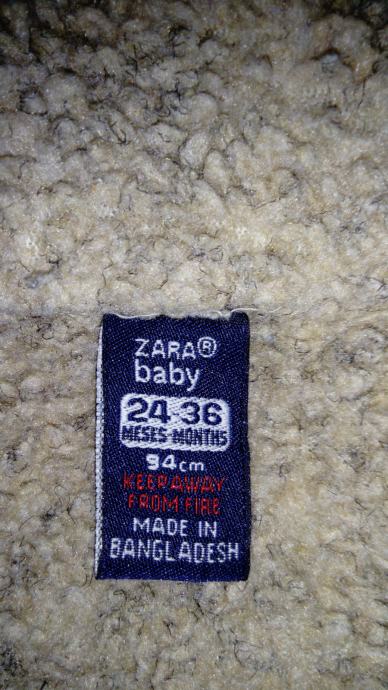 ZARA®
baby
24-36
MESES-MONTHS
94cm
KEEP AWAY
FROM FIRE
MADE IN
BANGLADESH